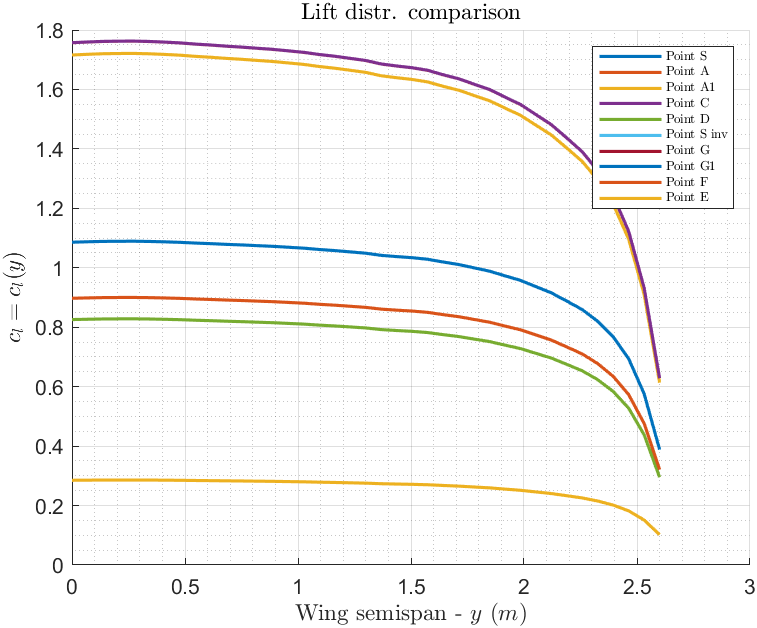 Lift distr. comparison
1.8
1.6
1.4
1.2
1
0.8
0.6
0.4
0.2
0
c_l = c_l(y)
Point S
Point A
Point A1
Point C
Point D
Point S inv
Point G
Point G1
Point F
Point E
0 0.5 1 1.5 2 2.5 3
Wing semispan - y (m)